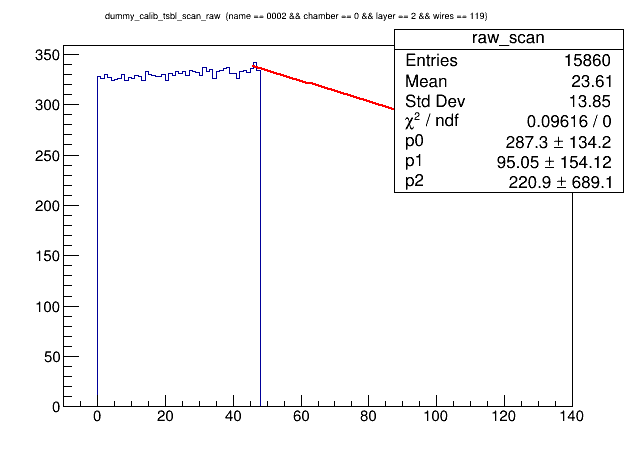 dummy_calib_tsbl_scan_raw {name == 0002 && chamber == 0 && layer == 2 && wires == 119}
raw_scan
Entries 15860
Mean 23.61
Std Dev 13.85
χ² / ndf 0.09616 / 0
p0 287.3 ± 134.2
p1 95.05 ± 154.12
p2 220.9 ± 689.1
350
300
250
200
150
100
50
0
0 20 40 60 80 100 120 140